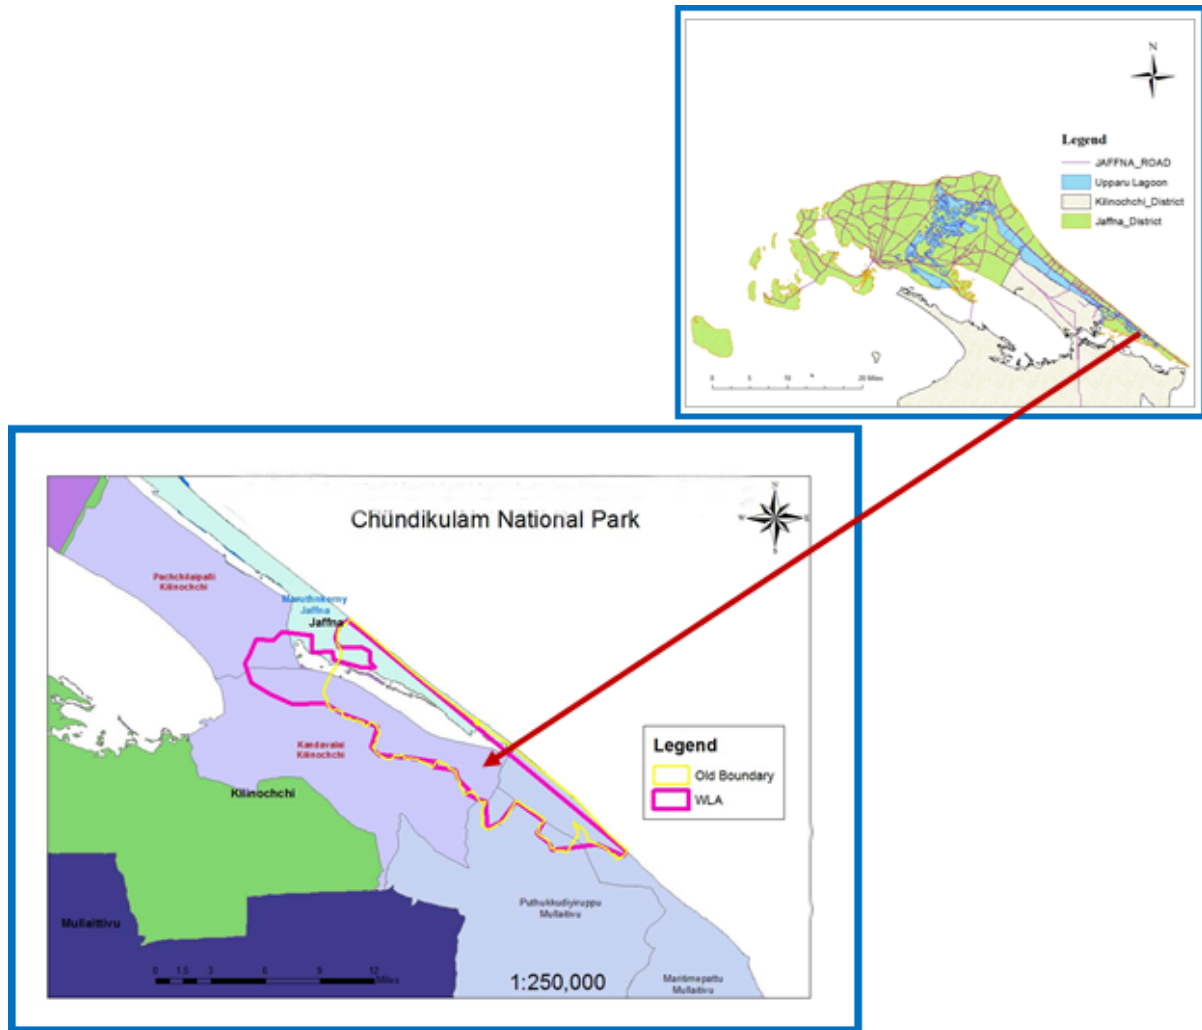 N
Legend
JAFFNA_ROAD
Upparu Lagoon
Kilinochchi_District
Jaffna_District
0 5 10 20 Miles
Chundikulam National Park
N
W
S
Pachchilaipalli
Kilinochchi
Maruthnkerny
Jaffna
Jaffna
Kandavalai
Kilinochchi
Legend
Old Boundary
WLA
Kilinochchi
Puthukkudiyiruppu
Mullaitivu
Mullaittivu
0 1.5 3 6 9 12
Miles
1:250,000
Maritimepattu
Mullaitivu